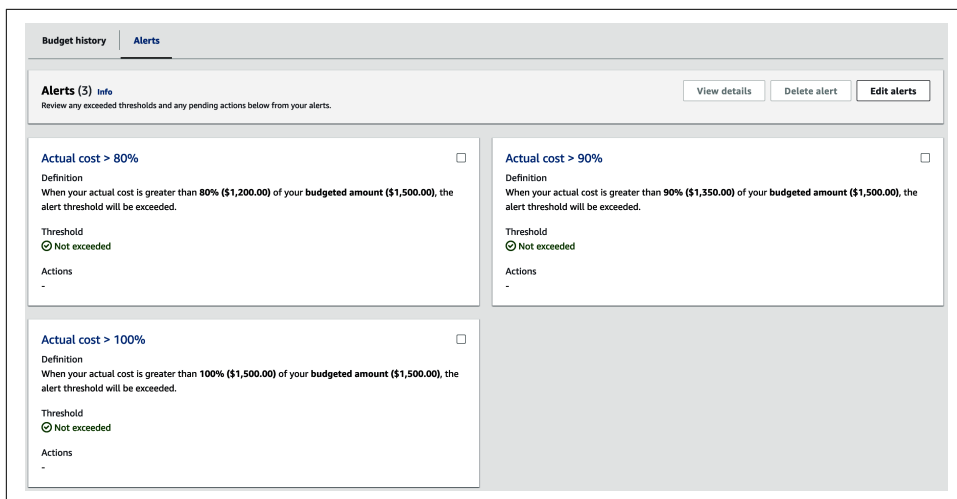 Budget history Alerts
Alerts (3) Info
Review any exceeded thresholds and any pending actions below from your alerts.
View details Delete alert Edit alerts
Actual cost > 80%
Definition
When your actual cost is greater than 80% ($1,200.00) of your budgeted amount ($1,500.00), the
alert threshold will be exceeded.
Threshold
Not exceeded
Actions
-
Actual cost > 90%
Definition
When your actual cost is greater than 90% ($1,350.00) of your budgeted amount ($1,500.00), the
alert threshold will be exceeded.
Threshold
Not exceeded
Actions
-
Actual cost > 100%
Definition
When your actual cost is greater than 100% ($1,500.00) of your budgeted amount ($1,500.00), the
alert threshold will be exceeded.
Threshold
Not exceeded
Actions
-